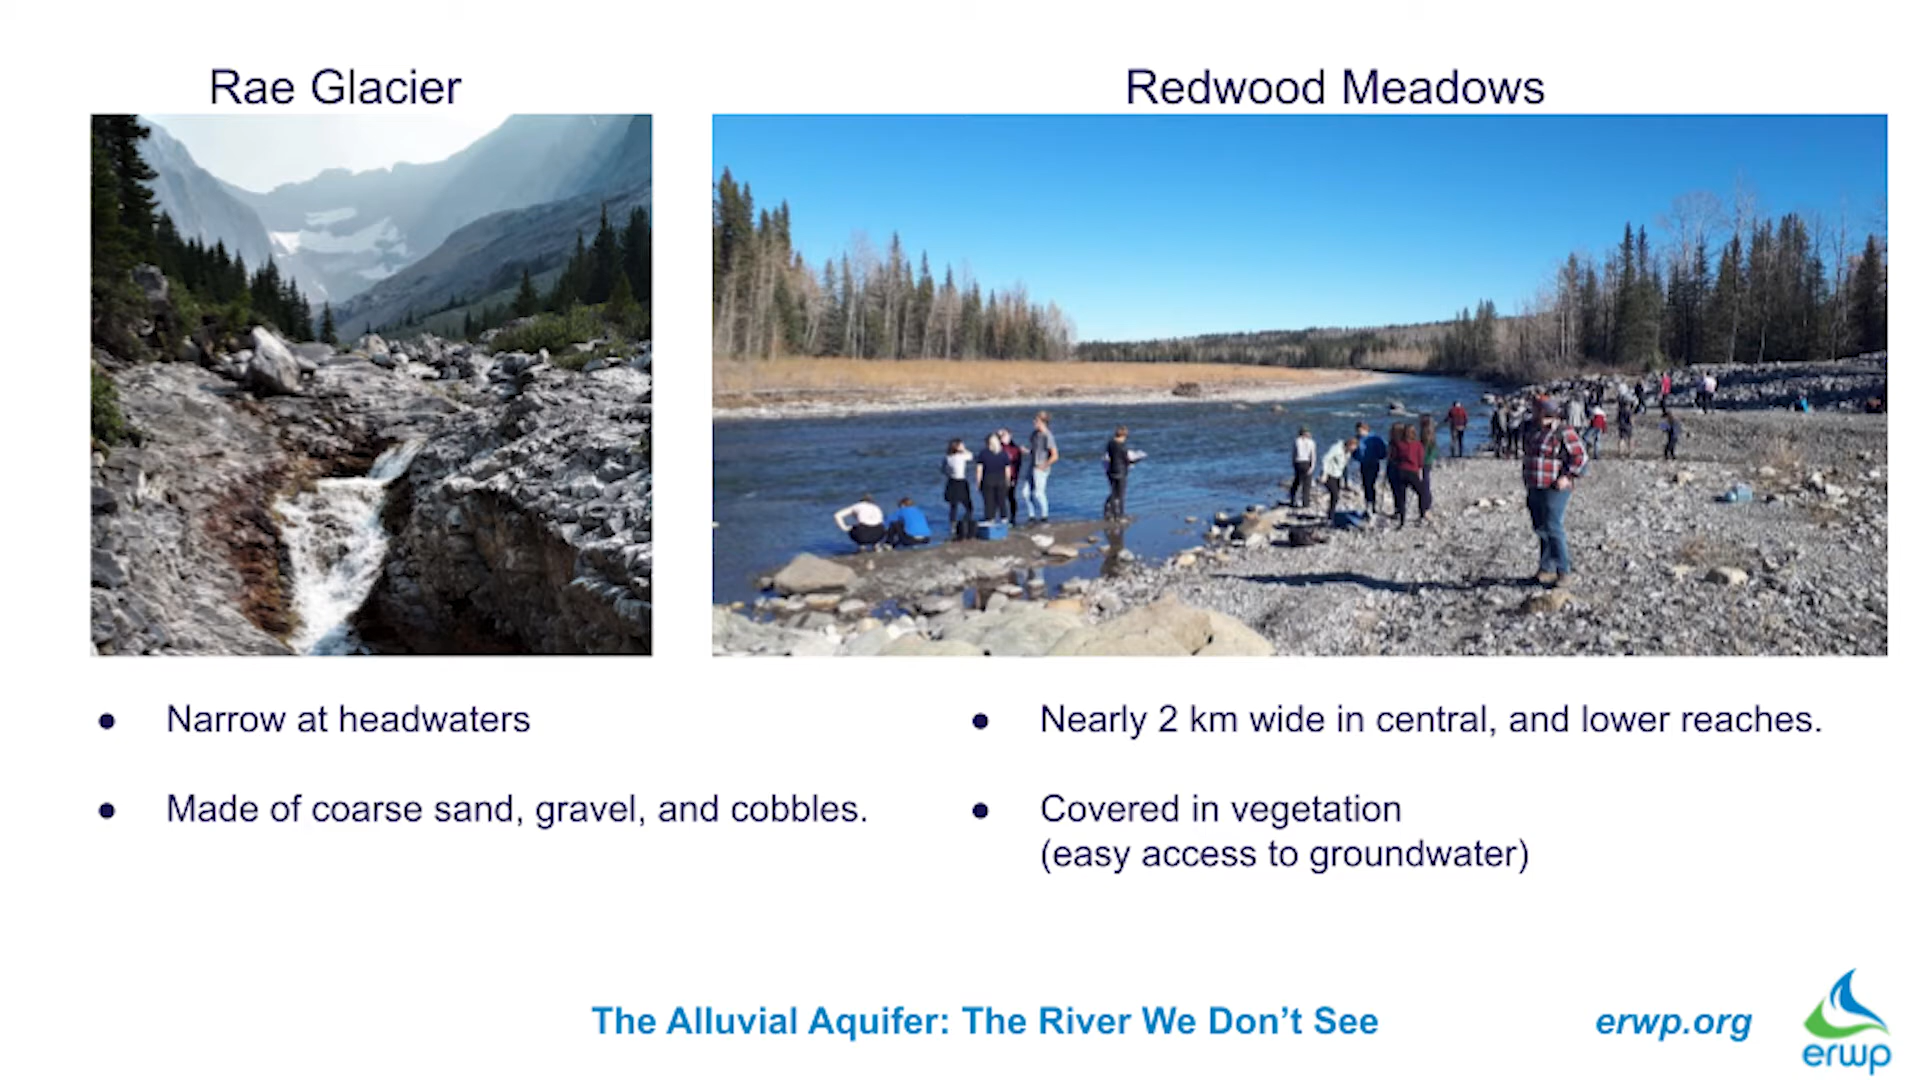 Rae Glacier
Redwood Meadows
● Narrow at headwaters
● Made of coarse sand, gravel, and cobbles.
● Nearly 2 km wide in central, and lower reaches.
● Covered in vegetation
(easy access to groundwater)
The Alluvial Aquifer: The River We Don’t See
erwp.org
erwp